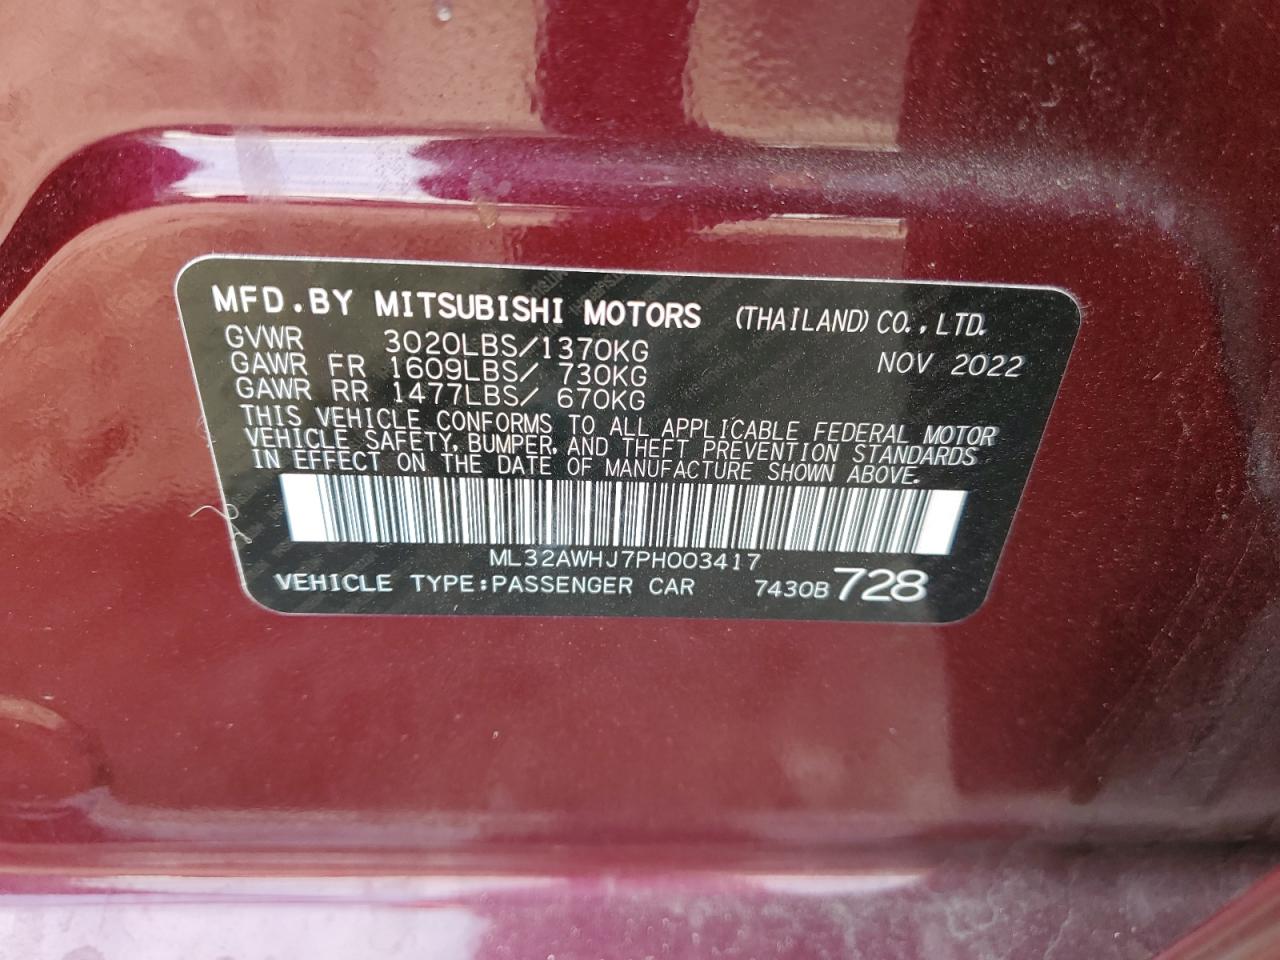 MFD.BY MITSUBISHI MOTORS (THAILAND) CO., LTD.
GVWR 3020LBS/1370KG NOV 2022
GAWR FR 1609LBS/ 730KG
GAWR RR 1477LBS/ 670KG
THIS VEHICLE CONFORMS TO ALL APPLICABLE FEDERAL MOTOR
VEHICLE SAFETY, BUMPER, AND THEFT PREVENTION STANDARDS
IN EFFECT ON THE DATE OF MANUFACTURE SHOWN ABOVE.
ML32AWHJ7PH003417
VEHICLE TYPE:PASSENGER CAR 7430B 728